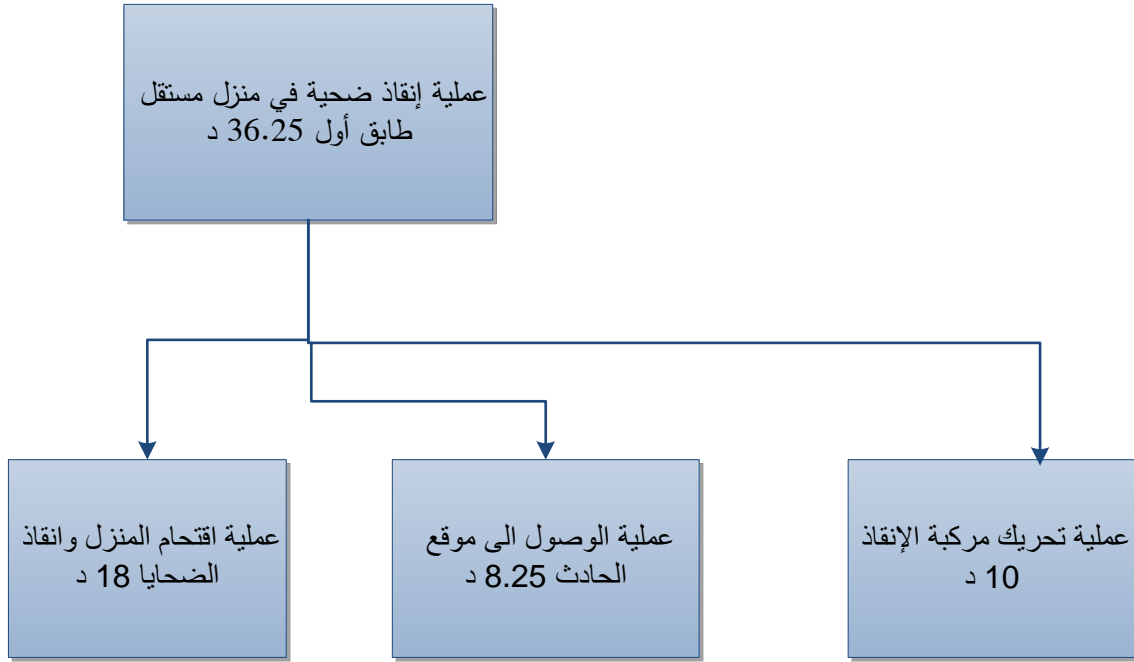 عملية إنقاذ ضحية في منزل مستقل
طابق أول 36.25 د
عملية تحريك مركبة الإنقاذ
10 د
عملية الوصول الى موقع
الحادث 8.25 د
عملية اقتحام المنزل وانقاذ
الضحايا 18 د